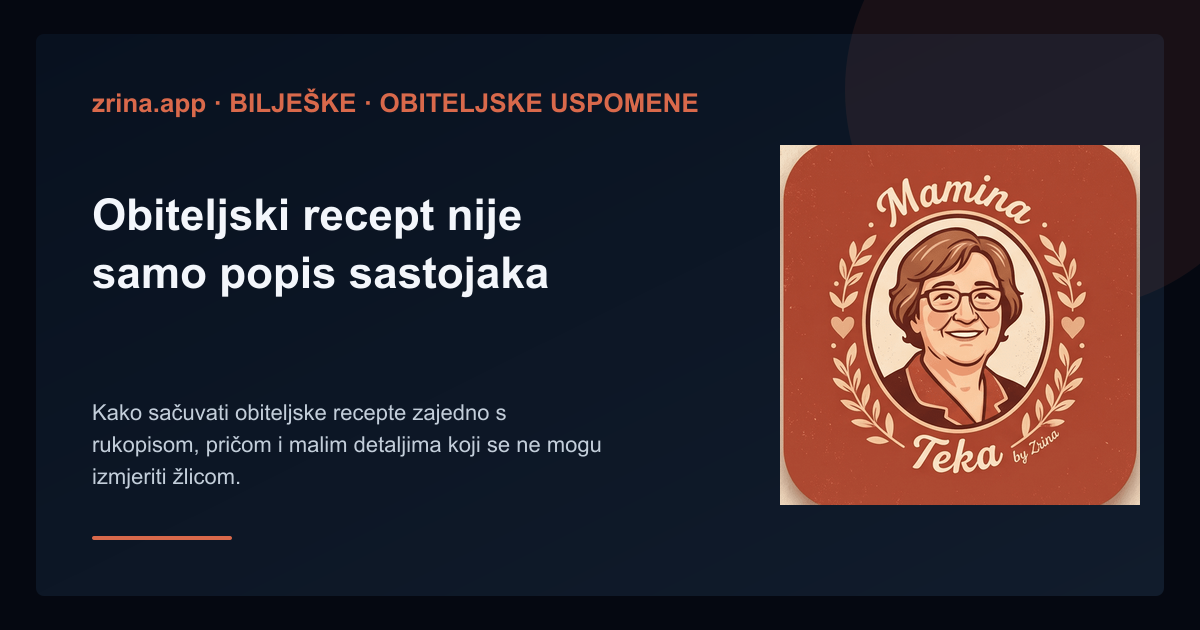 zrina.app · BILJEŠKE · OBITELJSKE USPOMENE
Obiteljski recept nije
samo popis sastojaka
Kako sačuvati obiteljske recepte zajedno s
rukopisom, pričom i malim detaljima koji se ne mogu
izmjeriti žlicom.
Mamina
Teka
by Zrina